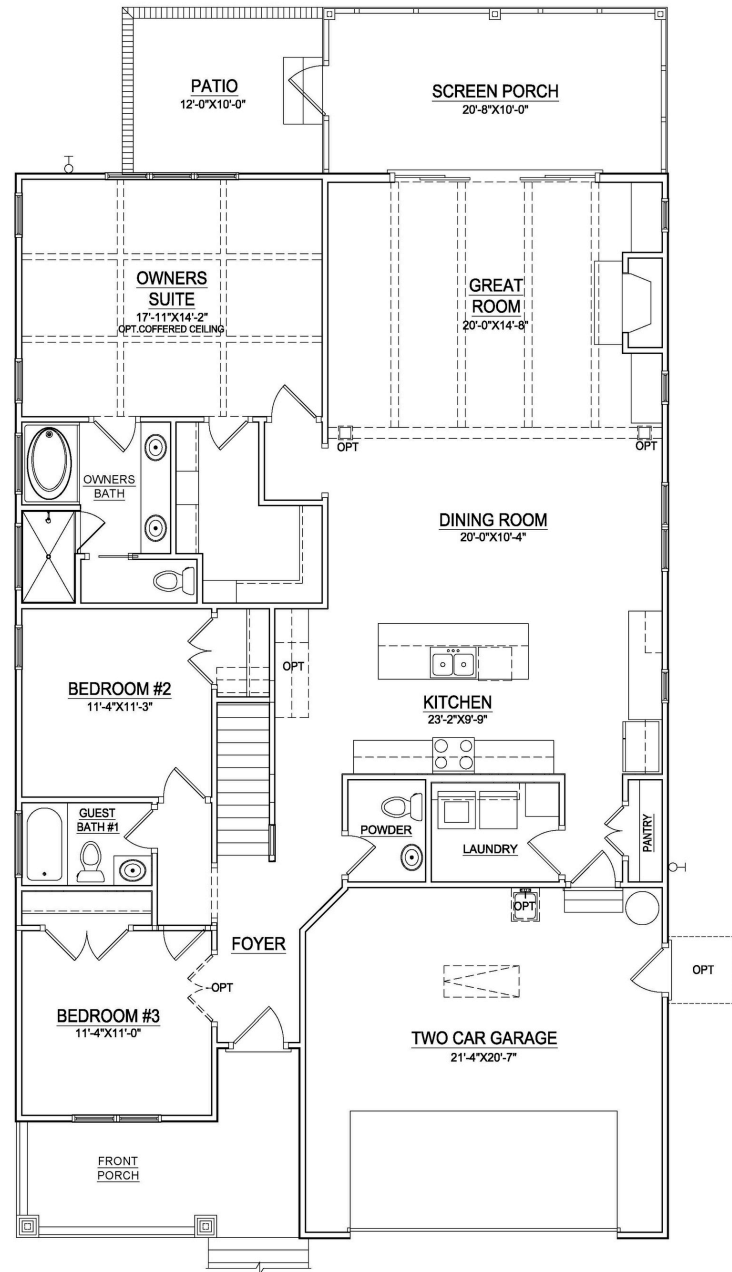 PATIO
12'-0"X10'-0"
SCREEN PORCH
20'-8"X10'-0"
OWNERS
SUITE
17'-11"X14'-2"
OPT.COFFERED CEILING
GREAT
ROOM
20'-0"X14'-8"
OPT
OPT
OWNERS
BATH
DINING ROOM
20'-0"X10'-4"
OPT
BEDROOM #2
11'-4"X11'-3"
KITCHEN
23'-2"X9'-9"
GUEST
BATH #1
POWDER
LAUNDRY
PANTRY
OPT
FOYER
OPT
OPT
BEDROOM #3
11'-4"X11'-0"
TWO CAR GARAGE
21'-4"X20'-7"
FRONT
PORCH